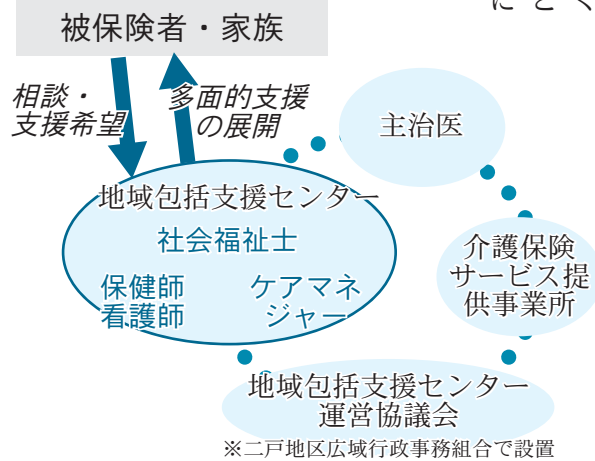 にとく
被保険者・家族
相談・
支援希望
多面的支援
の展開
主治医
地域包括支援センター
社会福祉士
保健師
看護師
ケアマネ
ジャー
介護保険
サービス提
供事業所
地域包括支援センター
運営協議会
※二戸地区広域行政事務組合で設置